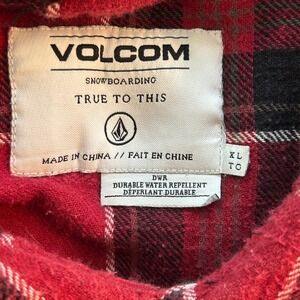 VOLCOM
SNOWBOARDING
TRUE TO THIS
MADE IN CHINA // FAIT EN CHINE
XL
TG
DWR
DURABLE WATER REPELLENT
DÉPERLANT DURABLE